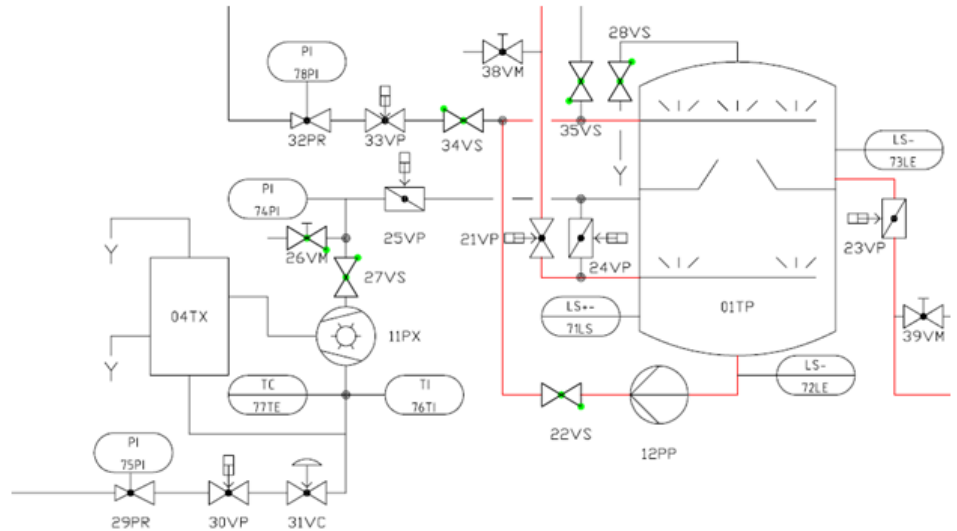 28VS
PI
78PI
38VM
32PR
33VP
34VS
35VS
LS-
73LE
PI
74PI
25VP
21VP
24VP
23VP
26VM
27VS
04TX
11PX
01TP
LS+-
71LS
39VM
TC
77TE
TI
76TI
LS-
72LE
22VS
12PP
PI
75PI
29PR
30VP
31VC